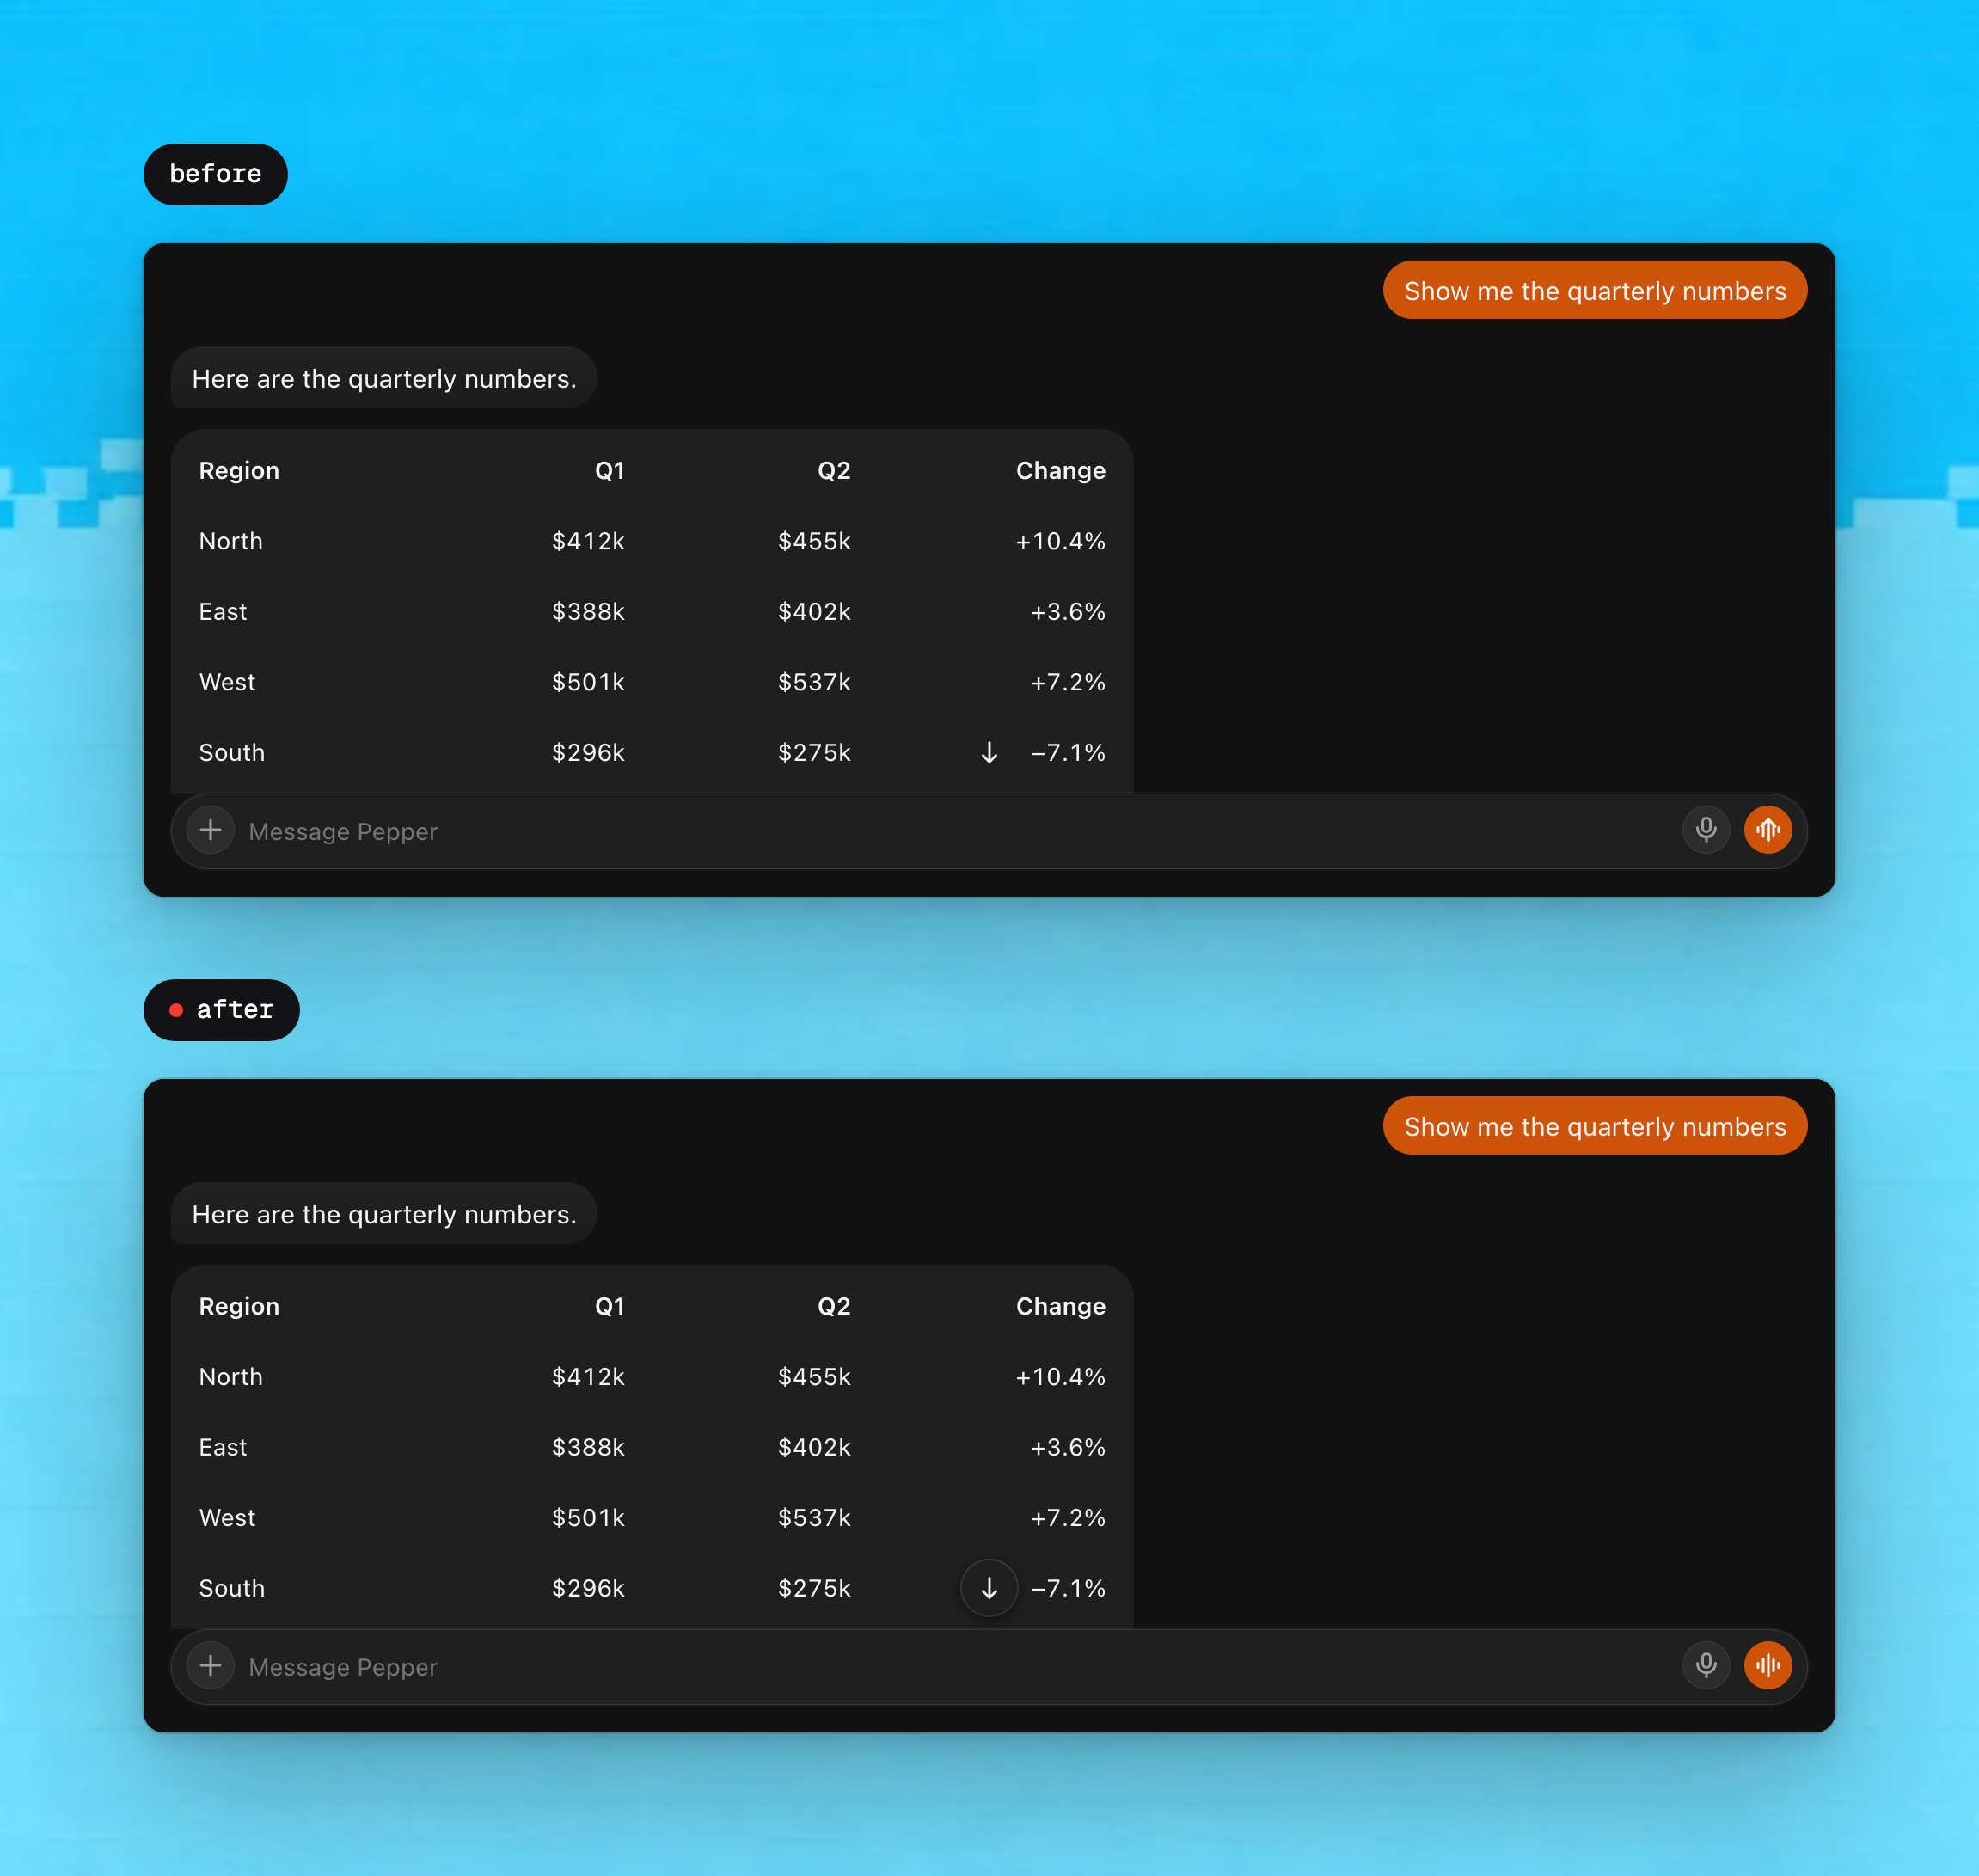 before
Show me the quarterly numbers
Here are the quarterly numbers.
Region Q1 Q2 Change
North $412k $455k +10.4%
East $388k $402k +3.6%
West $501k $537k +7.2%
South $296k $275k ↓ −7.1%
Message Pepper
after
Show me the quarterly numbers
Here are the quarterly numbers.
Region Q1 Q2 Change
North $412k $455k +10.4%
East $388k $402k +3.6%
West $501k $537k +7.2%
South $296k $275k ↓ −7.1%
Message Pepper